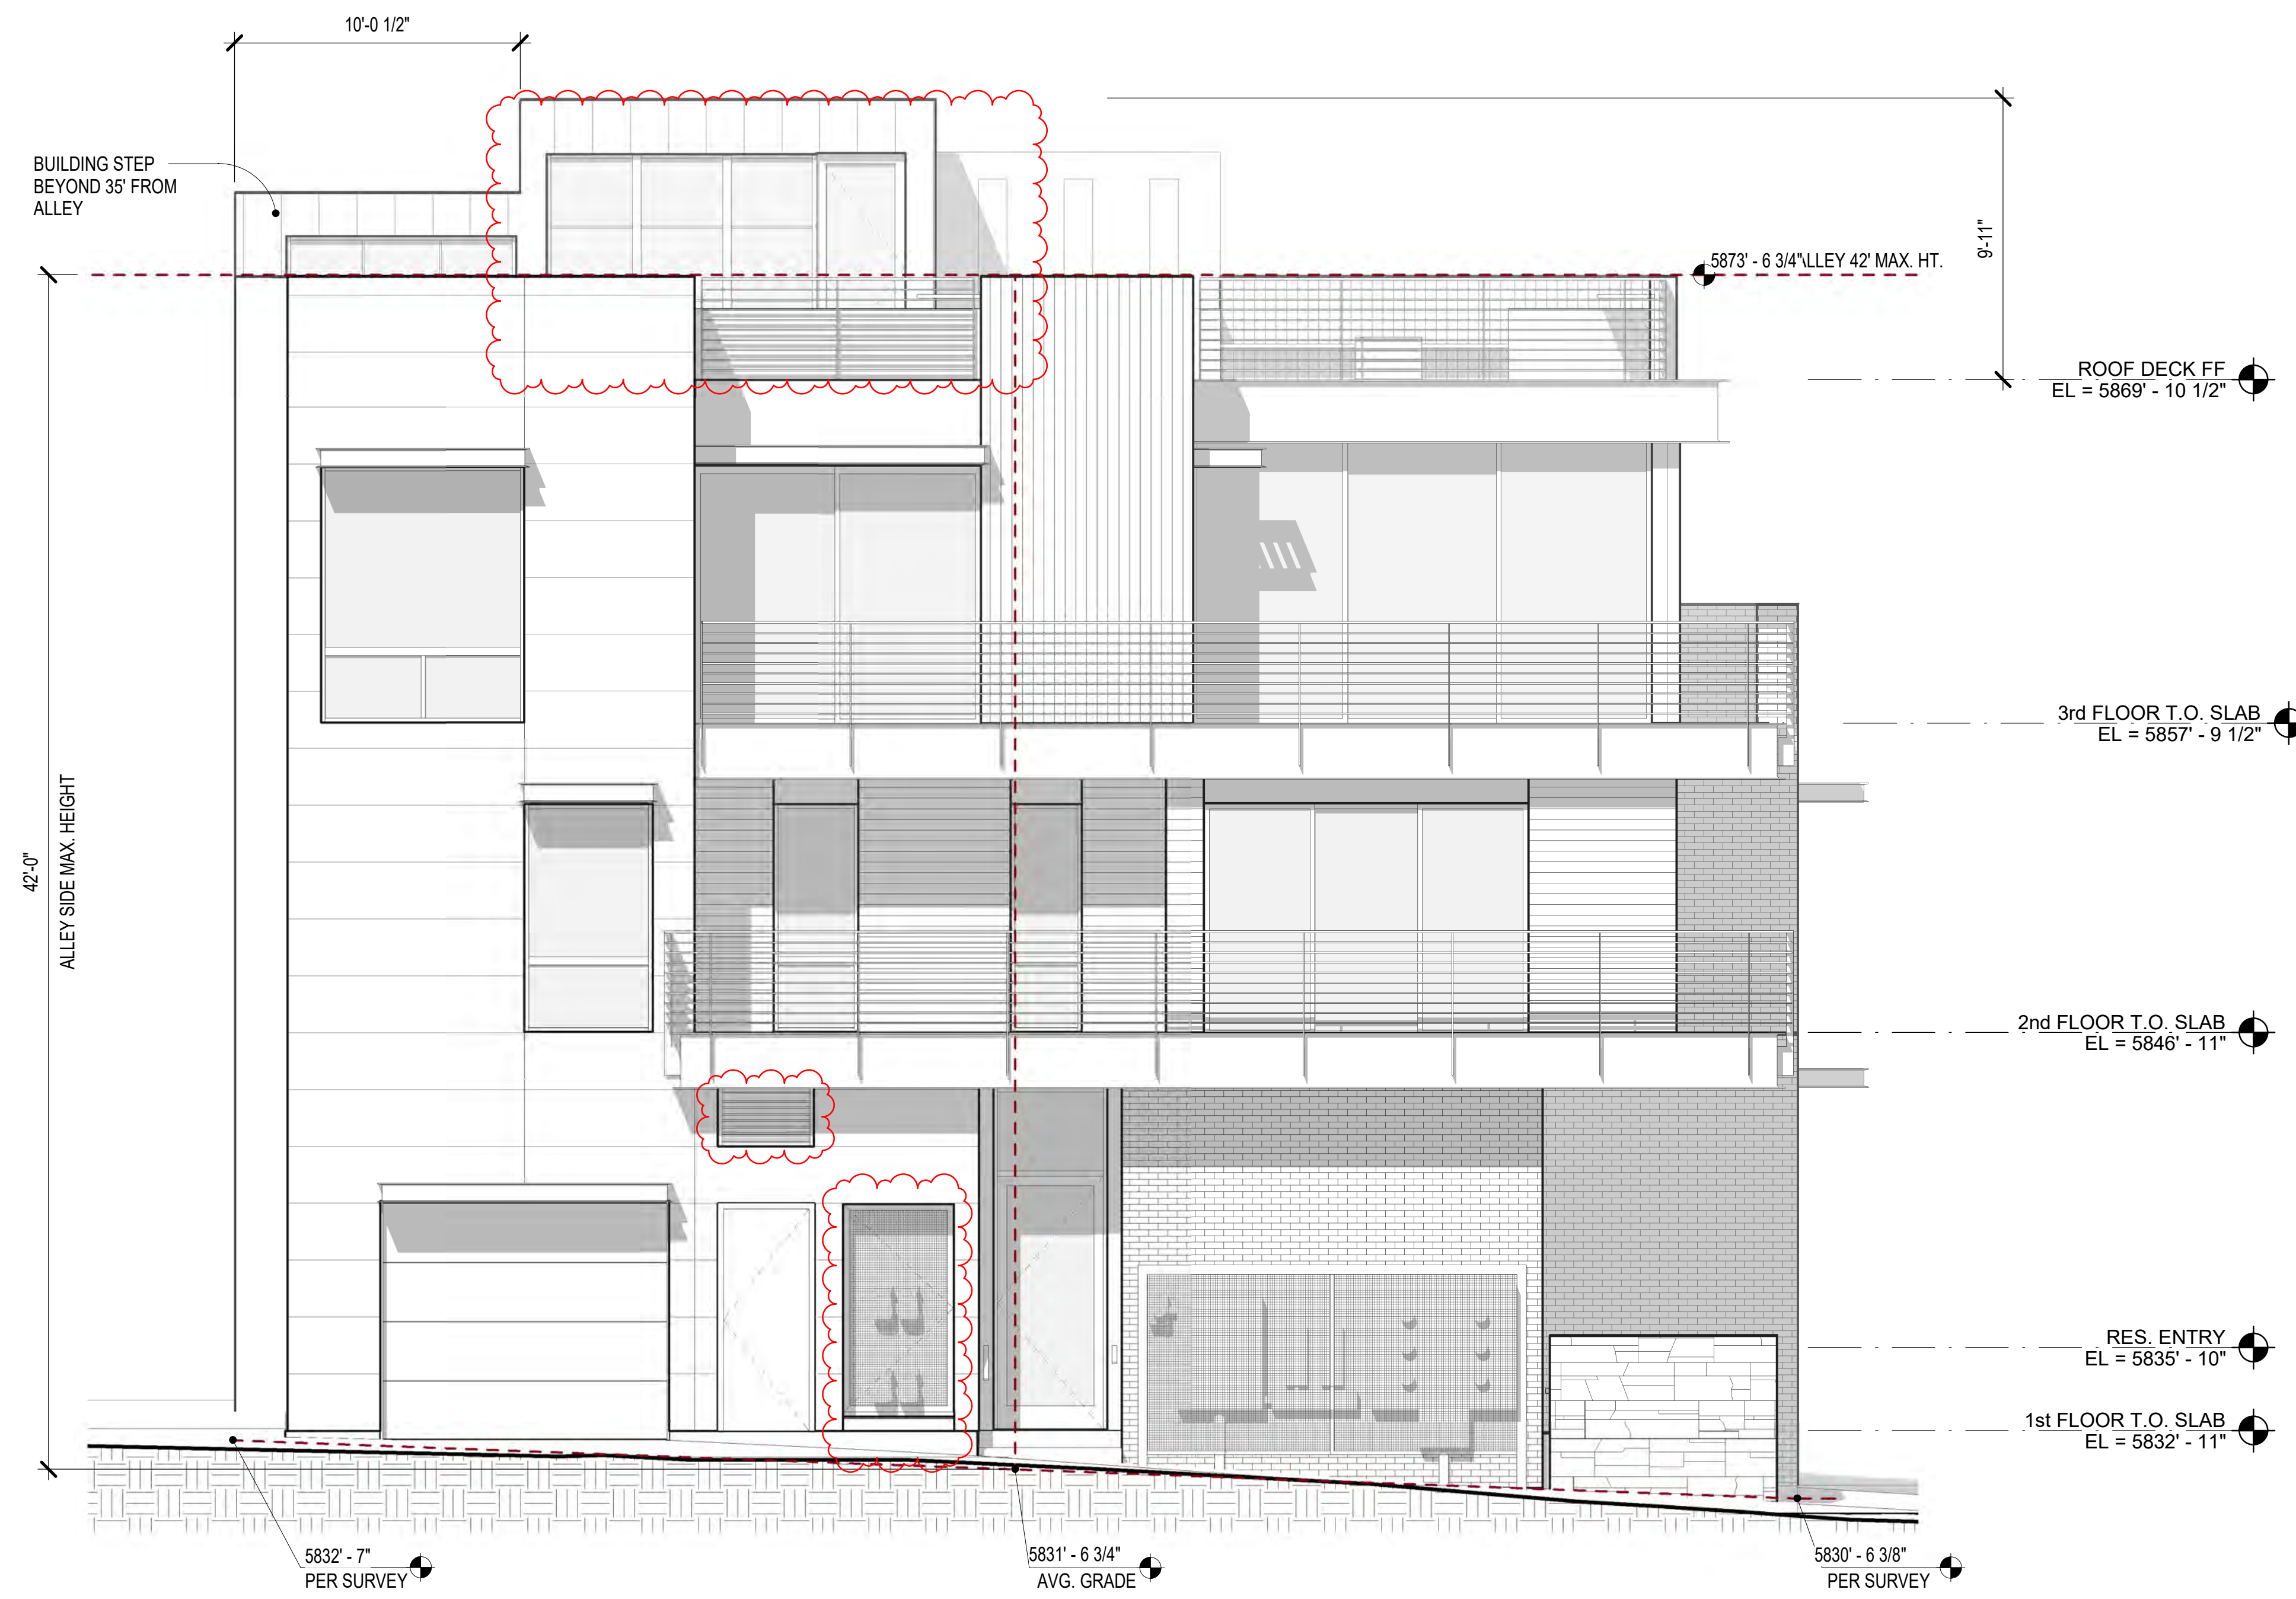 10'-0 1/2"
BUILDING STEP
BEYOND 35' FROM
ALLEY
9'-11"
5873' - 6 3/4" ALLEY 42' MAX. HT.
ROOF DECK FF
EL = 5869' - 10 1/2"
3rd FLOOR T.O. SLAB
EL = 5857' - 9 1/2"
42'-0"
ALLEY SIDE MAX. HEIGHT
2nd FLOOR T.O. SLAB
EL = 5846' - 11"
RES. ENTRY
EL = 5835' - 10"
1st FLOOR T.O. SLAB
EL = 5832' - 11"
5832' - 7"
PER SURVEY
5831' - 6 3/4"
AVG. GRADE
5830' - 6 3/8"
PER SURVEY